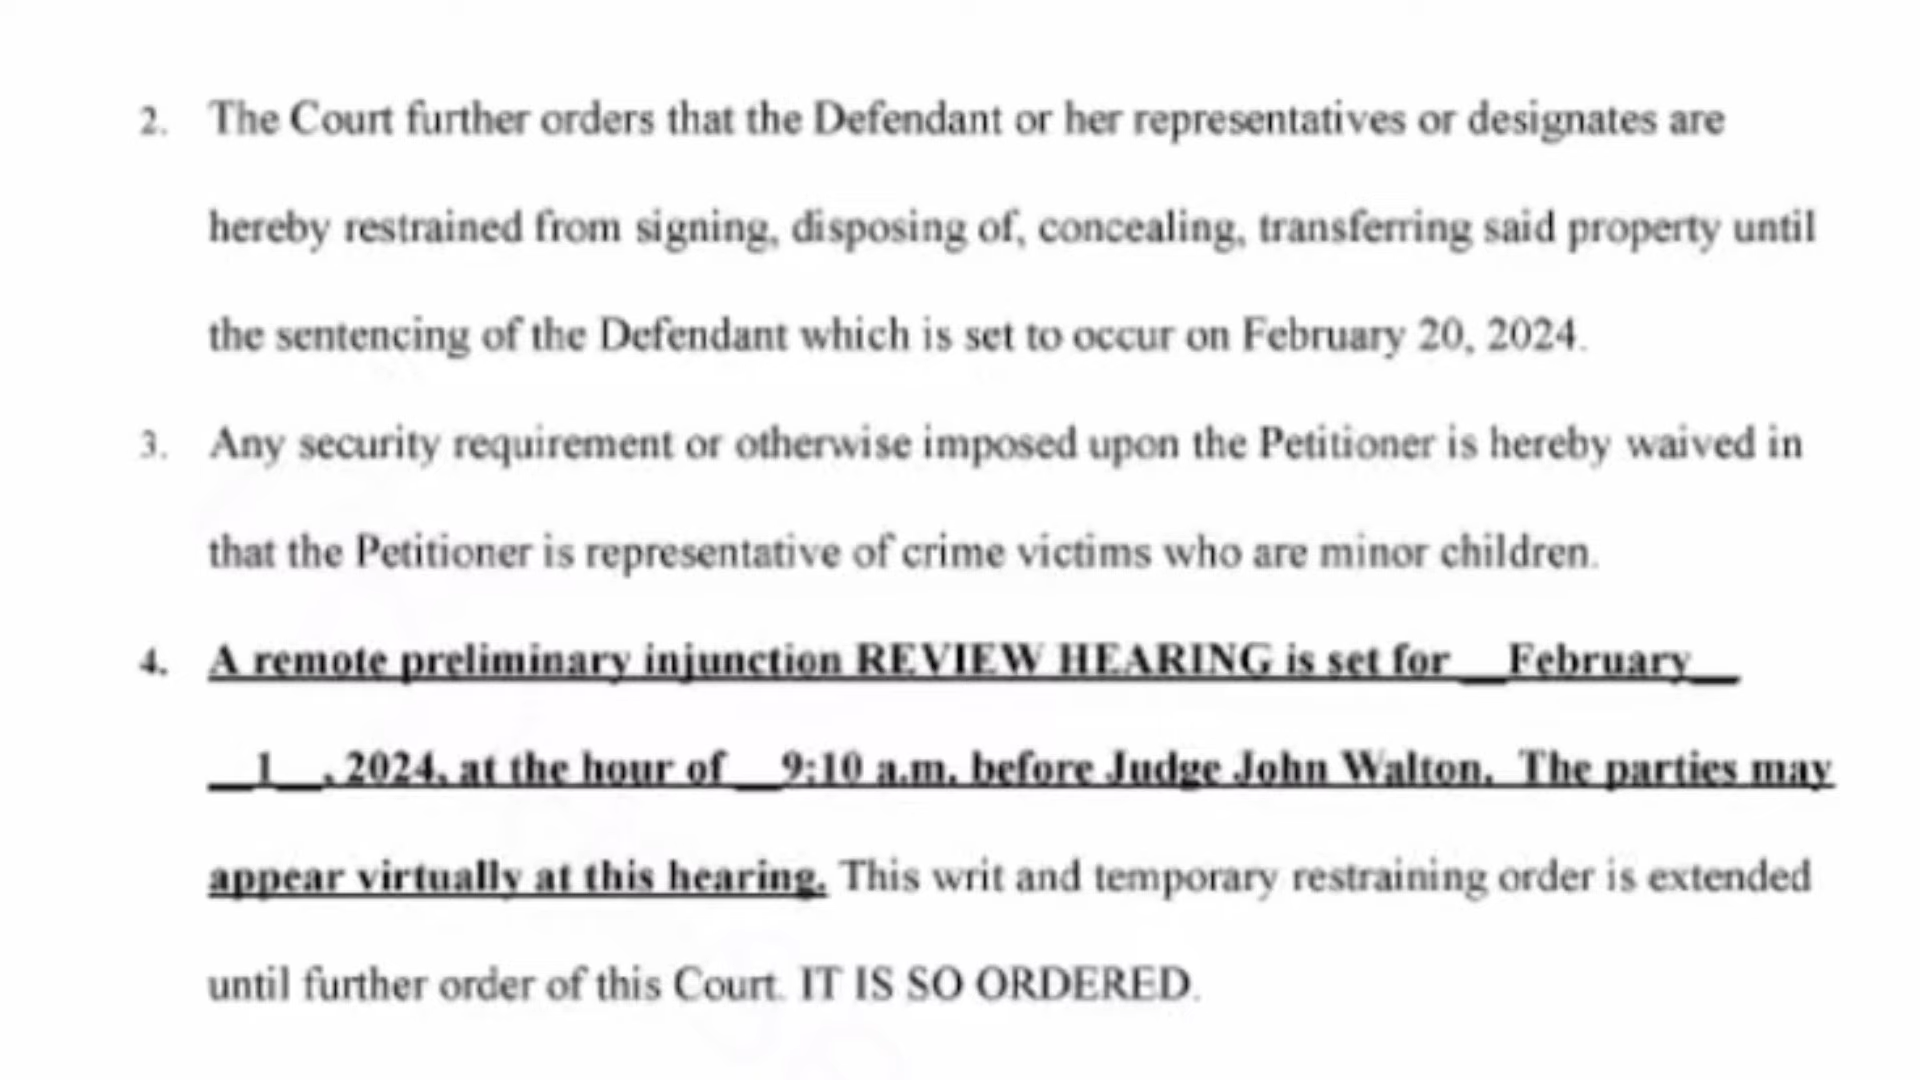 2. The Court further orders that the Defendant or her representatives or designates are
hereby restrained from signing, disposing of, concealing, transferring said property until
the sentencing of the Defendant which is set to occur on February 20, 2024.
3. Any security requirement or otherwise imposed upon the Petitioner is hereby waived in
that the Petitioner is representative of crime victims who are minor children.
4. A remote preliminary injunction REVIEW HEARING is set for __February__
__1__, 2024, at the hour of __9:10 a.m. before Judge John Walton. The parties may
appear virtually at this hearing. This writ and temporary restraining order is extended
until further order of this Court. IT IS SO ORDERED.